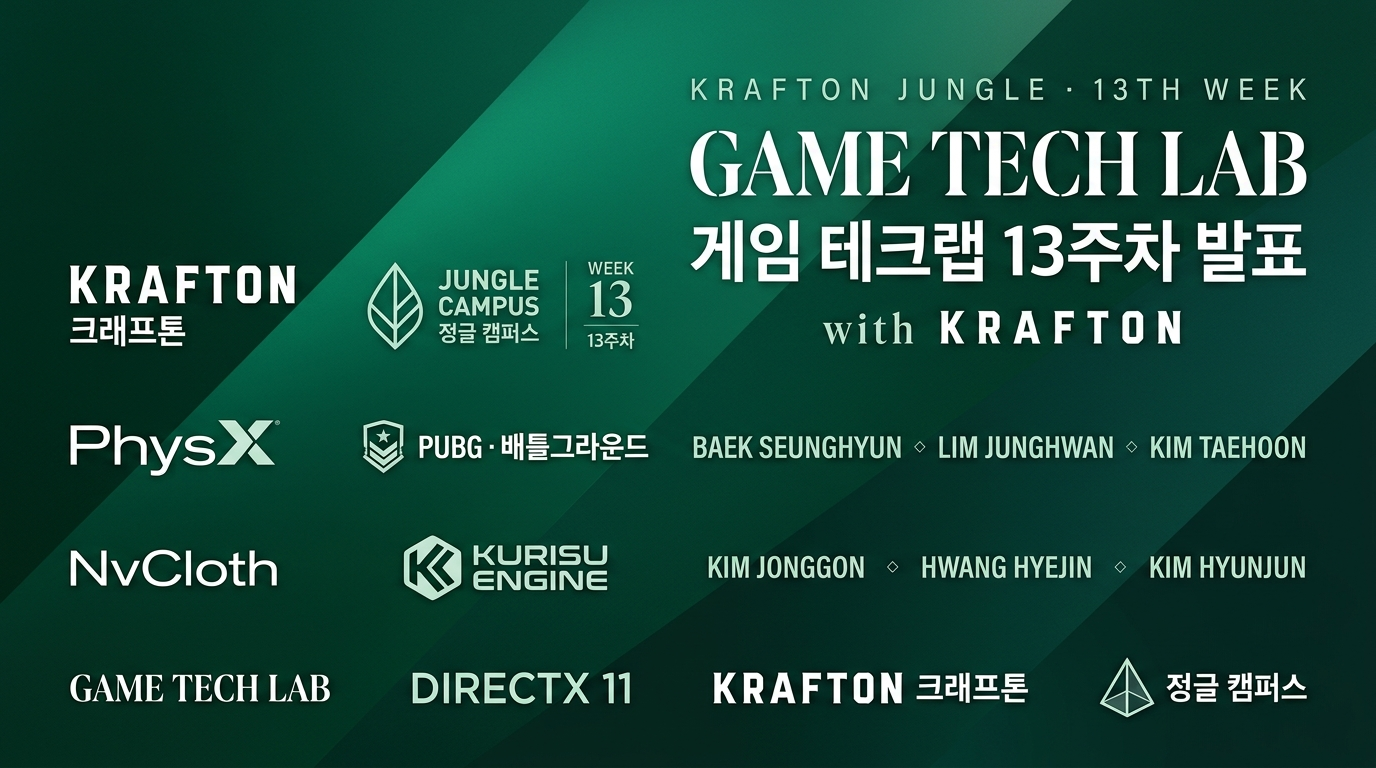 KRAFTON JUNGLE · 13TH WEEK
GAME TECH LAB
게임 테크랩 13주차 발표
with KRAFTON
KRAFTON
크래프톤
JUNGLE
CAMPUS
정글 캠퍼스
WEEK
13
13주차
PhysX®
PUBG · 배틀그라운드
BAEK SEUNGHYUN ◇ LIM JUNGHWAN ◇ KIM TAEHOON
NvCloth
KURISU
ENGINE
KIM JONGGON ◇ HWANG HYEJIN ◇ KIM HYUNJUN
GAME TECH LAB
DIRECTX 11
KRAFTON 크래프톤
정글 캠퍼스